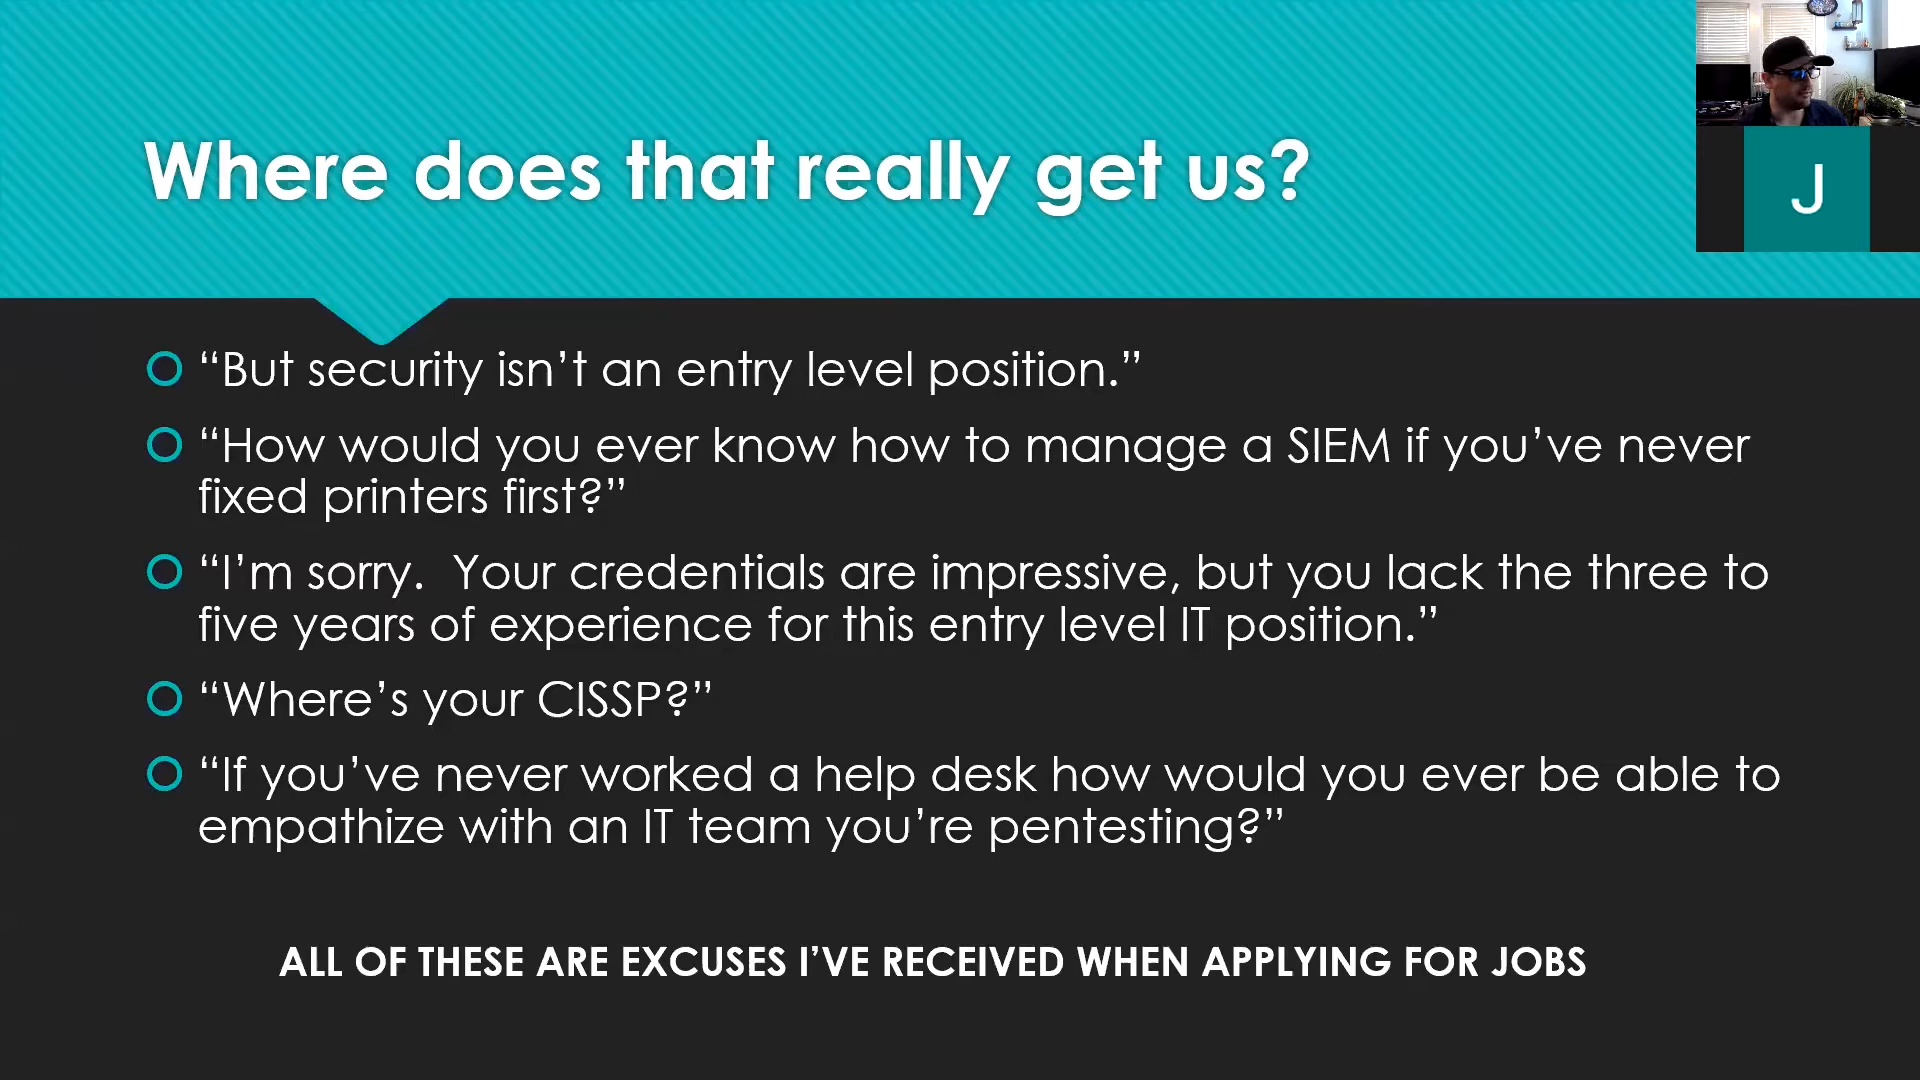 Where does that really get us?
J
“But security isn’t an entry level position.”
“How would you ever know how to manage a SIEM if you’ve never
fixed printers first?”
“I’m sorry.  Your credentials are impressive, but you lack the three to
five years of experience for this entry level IT position.”
“Where’s your CISSP?”
“If you’ve never worked a help desk how would you ever be able to
empathize with an IT team you’re pentesting?”
ALL OF THESE ARE EXCUSES I’VE RECEIVED WHEN APPLYING FOR JOBS